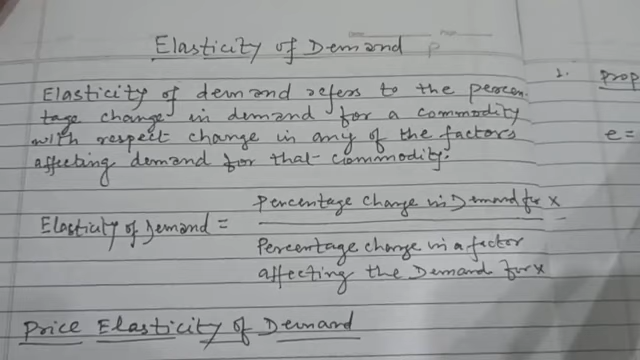 Elasticity of Demand
Elasticity of demand refers to the percen
tage change in demand for a commodity
with respect change in any of the factors
affecting demand for that commodity.
Elasticity of Demand = Percentage change in Demand for X
Percentage change in a factor
affecting the Demand for X
Price Elasticity of Demand
1. Prop
e =